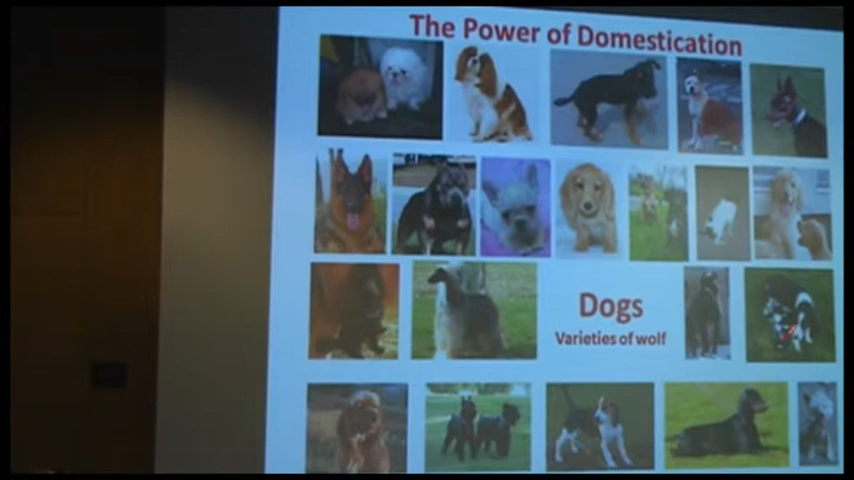 The Power of Domestication
Dogs
Varieties of wolf